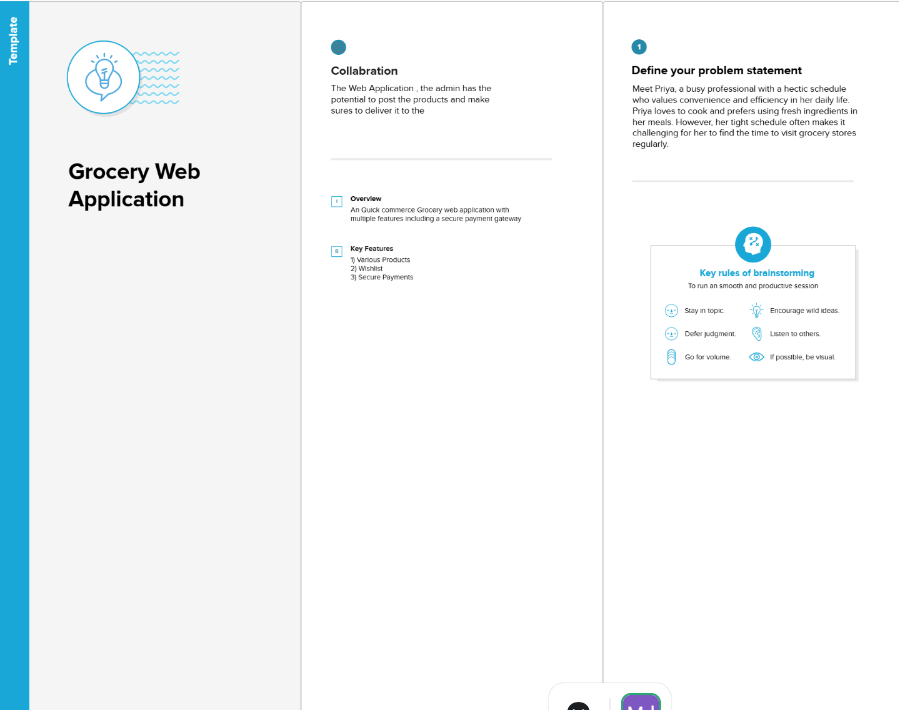 Template
Grocery Web
Application
Collabration
The Web Application , the admin has the
potential to post the products and make
sures to deliver it to the
Overview
An Quick commerce Grocery web application with
multiple features including a secure payment gateway
Key Features
1) Various Products
2) Wishlist
3) Secure Payments
1
Define your problem statement
Meet Priya, a busy professional with a hectic schedule
who values convenience and efficiency in her daily life.
Priya loves to cook and prefers using fresh ingredients in
her meals. However, her tight schedule often makes it
challenging for her to find the time to visit grocery stores
regularly.
Key rules of brainstorming
To run an smooth and productive session
Stay in topic.
Encourage wild ideas.
Defer judgment.
Listen to others.
Go for volume.
If possible, be visual.